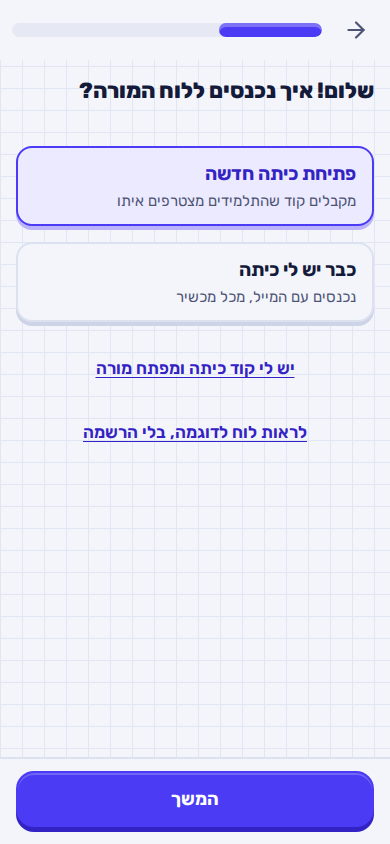 שלום! איך נכנסים ללוח המורה?
פתיחת כיתה חדשה
מקבלים קוד שהתלמידים מצטרפים איתו
כבר יש לי כיתה
נכנסים עם המייל, מכל מכשיר
יש לי קוד כיתה ומפתח מורה
לראות לוח לדוגמה, בלי הרשמה
המשך